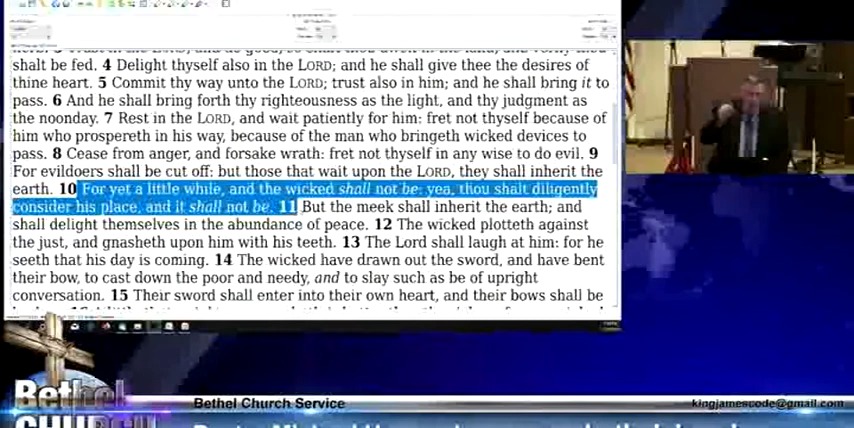 shalt be fed. 4 Delight thyself also in the LORD; and he shall give thee the desires of
thine heart. 5 Commit thy way unto the LORD; trust also in him; and he shall bring it to
pass. 6 And he shall bring forth thy righteousness as the light, and thy judgment as
the noonday. 7 Rest in the LORD, and wait patiently for him: fret not thyself because of
him who prospereth in his way, because of the man who bringeth wicked devices to
pass. 8 Cease from anger, and forsake wrath: fret not thyself in any wise to do evil. 9
For evildoers shall be cut off: but those that wait upon the LORD, they shall inherit the
earth. 10 For yet a little while, and the wicked shall not be: yea, thou shalt diligently
consider his place, and it shall not be. 11 But the meek shall inherit the earth; and
shall delight themselves in the abundance of peace. 12 The wicked plotteth against
the just, and gnasheth upon him with his teeth. 13 The Lord shall laugh at him: for he
seeth that his day is coming. 14 The wicked have drawn out the sword, and have bent
their bow, to cast down the poor and needy, and to slay such as be of upright
conversation. 15 Their sword shall enter into their own heart, and their bows shall be
Bethel
CHURCH
Bethel Church Service
kingjamescode@gmail.com